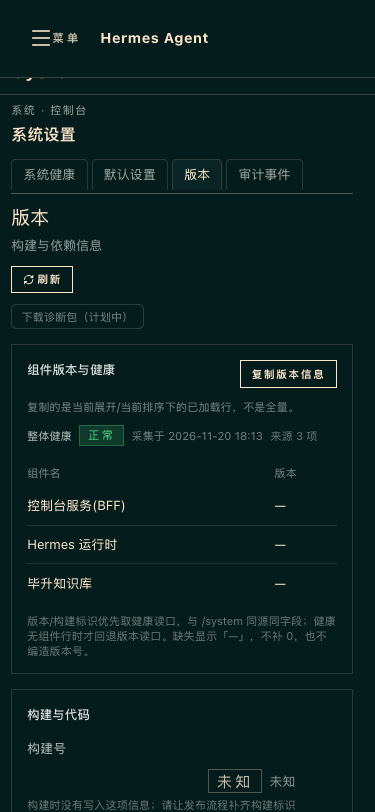 菜单
Hermes Agent
系统 · 控制台
系统设置
系统健康
默认设置
版本
审计事件
版本
构建与依赖信息
刷新
下载诊断包（计划中）
组件版本与健康
复制版本信息
复制的是当前展开/当前排序下的已加载行，不是全量。
整体健康 正常 采集于 2026-11-20 18:13 来源 3 项
组件名 版本
控制台服务(BFF) —
Hermes 运行时 —
毕升知识库 —
版本/构建标识优先取健康读口，与 /system 同源同字段；健康
无组件行时才回退版本读口。缺失显示「—」，不补 0，也不
编造版本号。
构建与代码
构建号
未知 未知
构建时没有写入这项信息；请让发布流程补齐构建标识